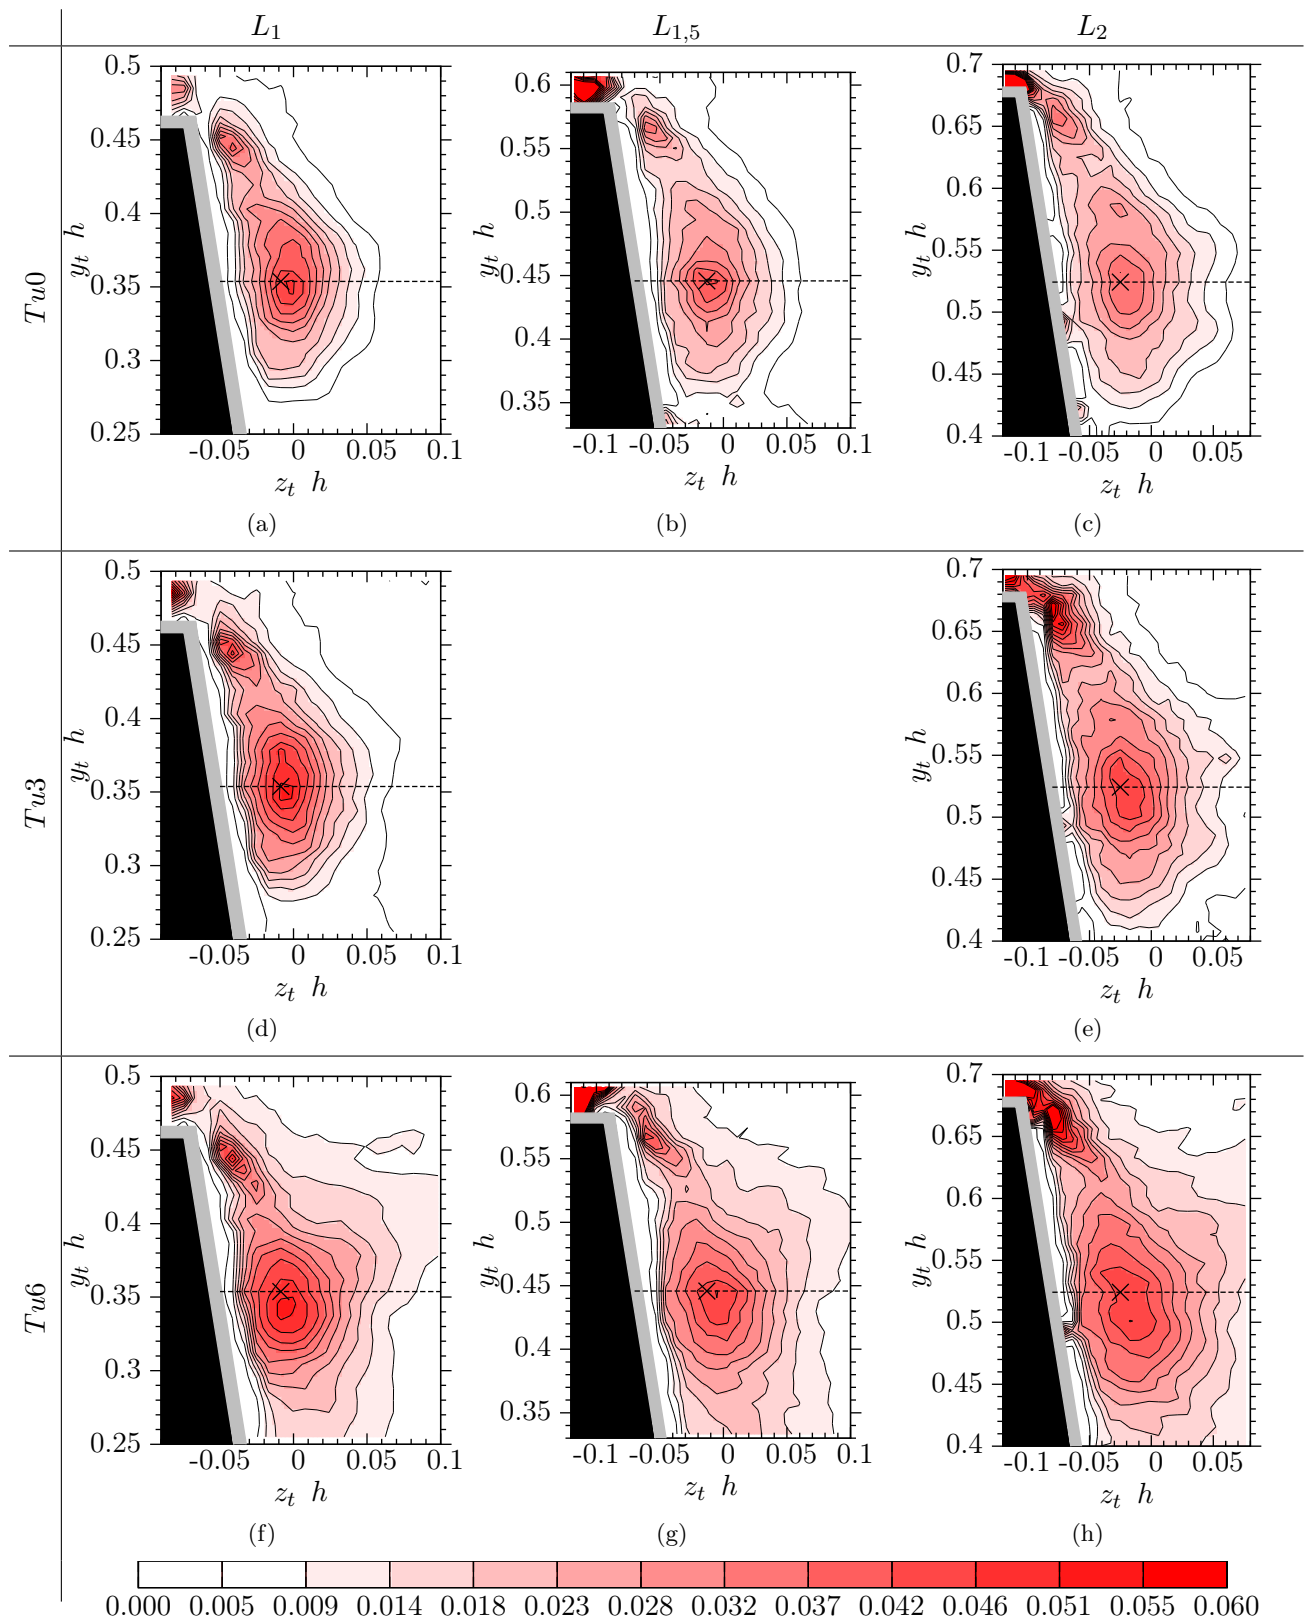 L1 L1,5 L2
Tu0
0.5 0.45 0.4 0.35 0.3 0.25
yt h
-0.05 0 0.05 0.1
zt h
(a)
0.6 0.55 0.5 0.45 0.4 0.35
yt h
-0.1 -0.05 0 0.05 0.1
zt h
(b)
0.7 0.65 0.6 0.55 0.5 0.45 0.4
yt h
-0.1 -0.05 0 0.05
zt h
(c)
Tu3
0.5 0.45 0.4 0.35 0.3 0.25
yt h
-0.05 0 0.05 0.1
zt h
(d)
0.7 0.65 0.6 0.55 0.5 0.45 0.4
yt h
-0.1 -0.05 0 0.05
zt h
(e)
Tu6
0.5 0.45 0.4 0.35 0.3 0.25
yt h
-0.05 0 0.05 0.1
zt h
(f)
0.6 0.55 0.5 0.45 0.4 0.35
yt h
-0.1 -0.05 0 0.05 0.1
zt h
(g)
0.7 0.65 0.6 0.55 0.5 0.45 0.4
yt h
-0.1 -0.05 0 0.05
zt h
(h)
0.000 0.005 0.009 0.014 0.018 0.023 0.028 0.032 0.037 0.042 0.046 0.051 0.055 0.060